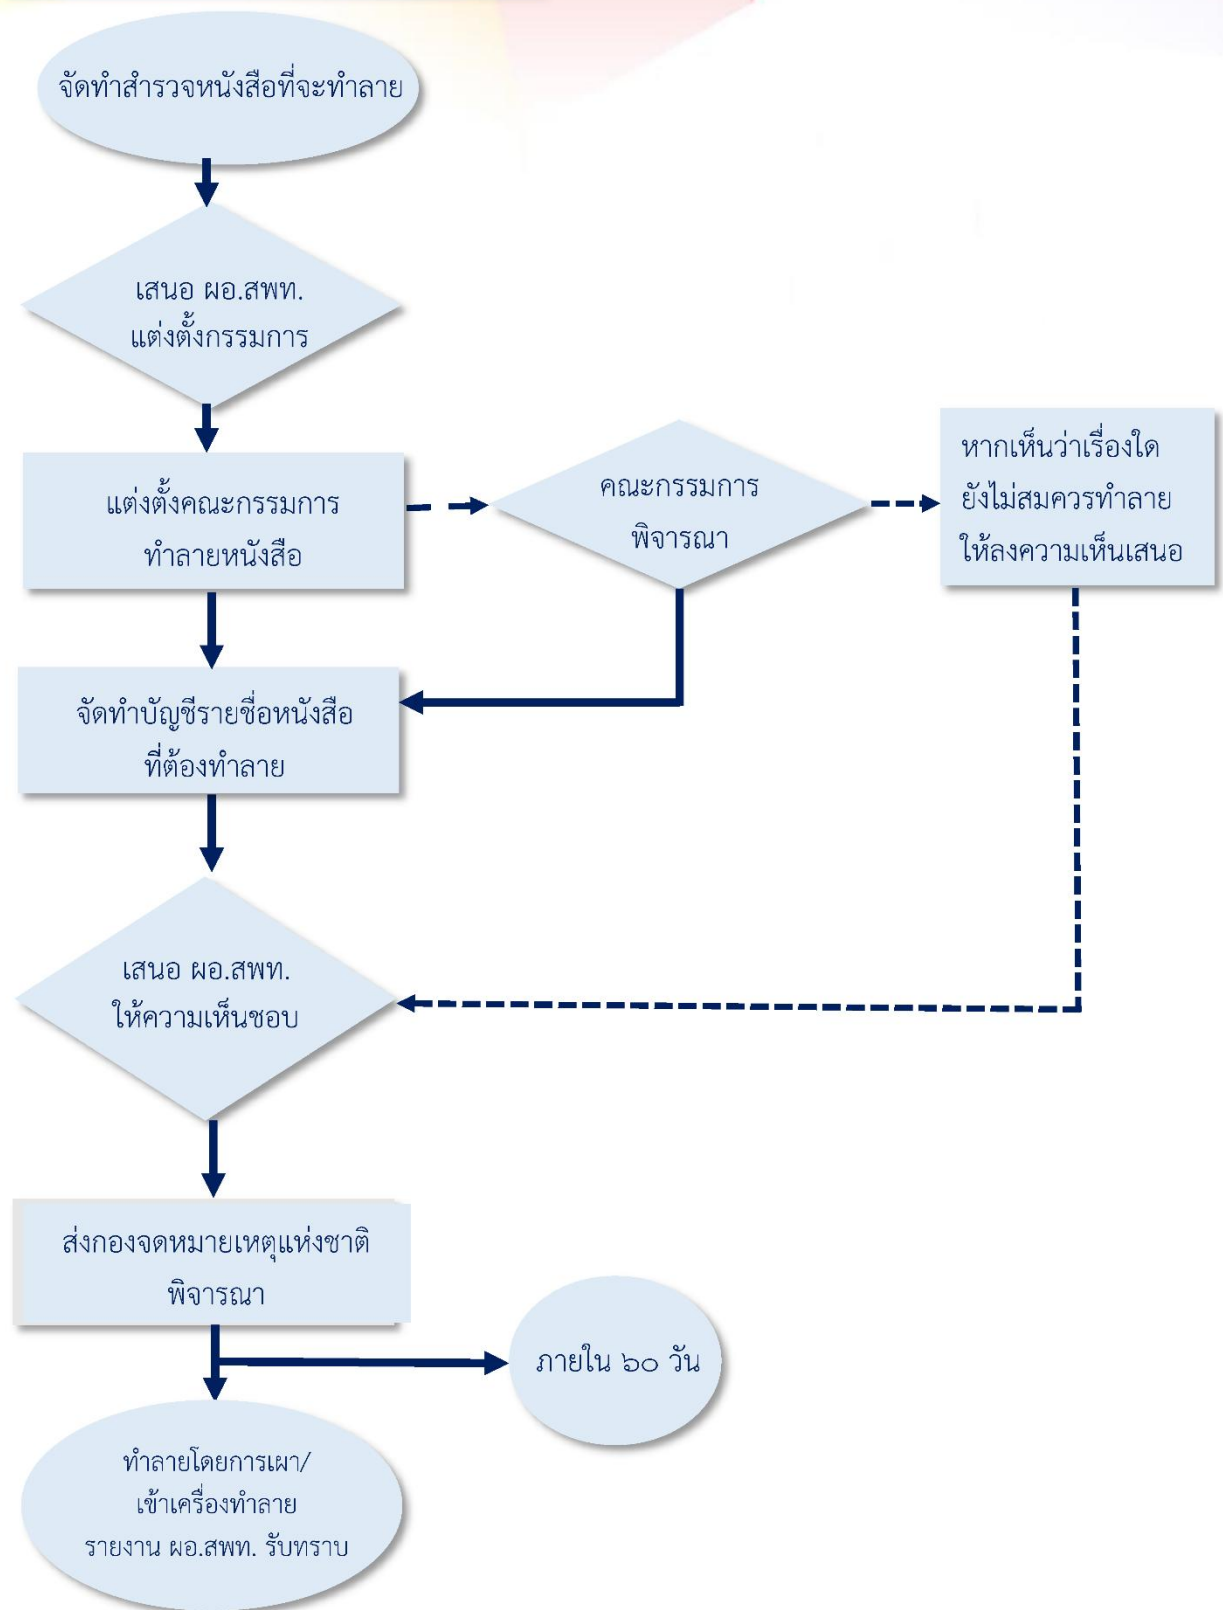 จัดทำสำรวจหนังสือที่จะทำลาย
เสนอ ผอ.สพท.
แต่งตั้งกรรมการ
แต่งตั้งคณะกรรมการ
ทำลายหนังสือ
คณะกรรมการ
พิจารณา
หากเห็นว่าเรื่องใด
ยังไม่สมควรทำลาย
ให้ลงความเห็นเสนอ
จัดทำบัญชีรายชื่อหนังสือ
ที่ต้องทำลาย
เสนอ ผอ.สพท.
ให้ความเห็นชอบ
ส่งกองจดหมายเหตุแห่งชาติ
พิจารณา
ภายใน ๖๐ วัน
ทำลายโดยการเผา/
เข้าเครื่องทำลาย
รายงาน ผอ.สพท. รับทราบ